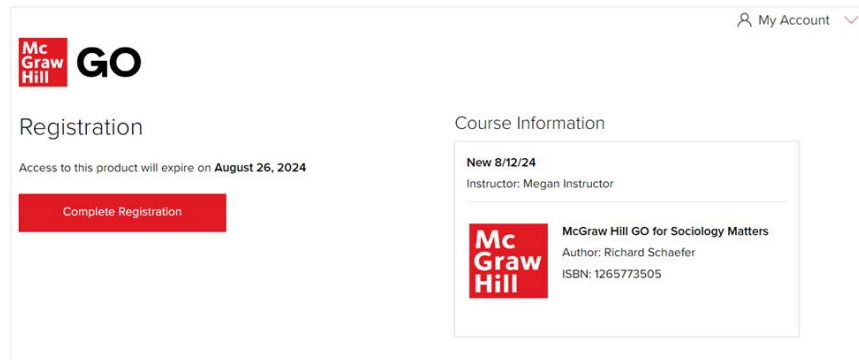 My Account
Mc
Graw
Hill
GO
Registration
Access to this product will expire on August 26, 2024
Complete Registration
Course Information
New 8/12/24
Instructor: Megan Instructor
Mc
Graw
Hill
McGraw Hill GO for Sociology Matters
Author: Richard Schaefer
ISBN: 1265773505